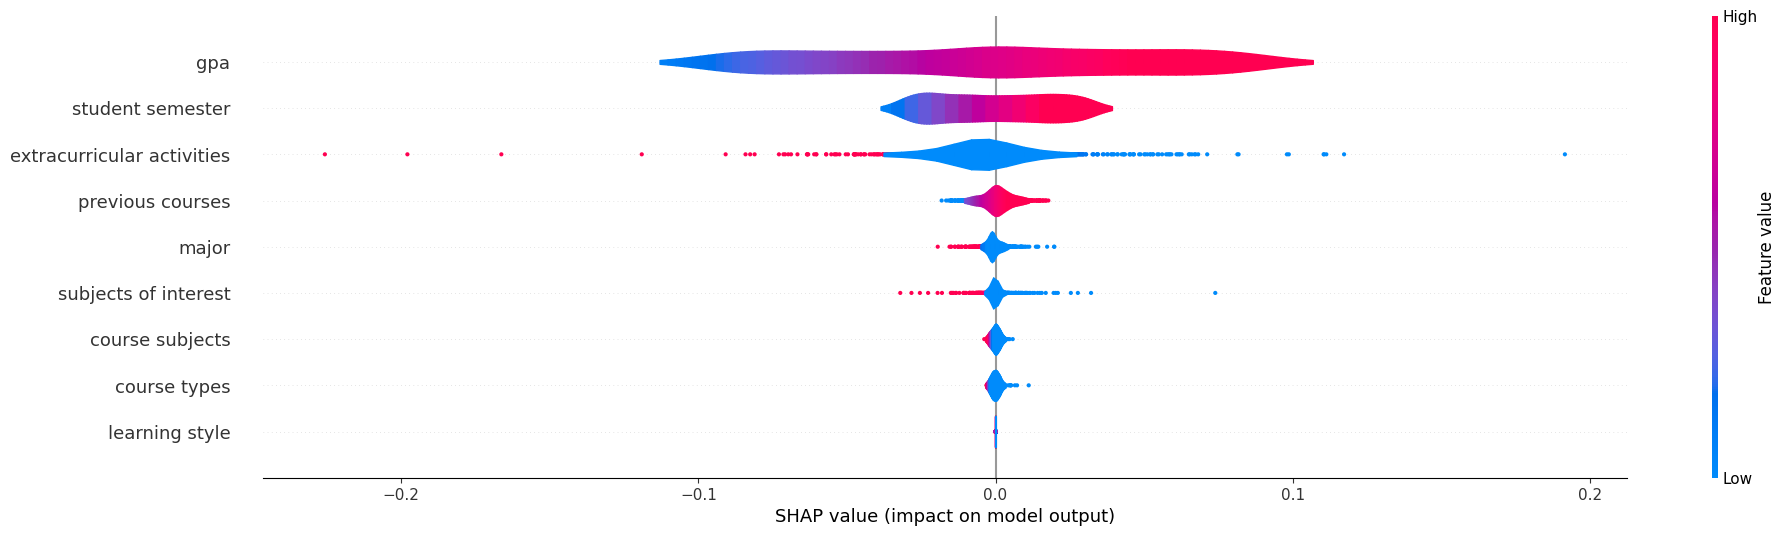 High
gpa
student semester
extracurricular activities
previous courses
major
subjects of interest
course subjects
course types
learning style
Feature value
Low
−0.2
−0.1
0.0
0.1
0.2
SHAP value (impact on model output)